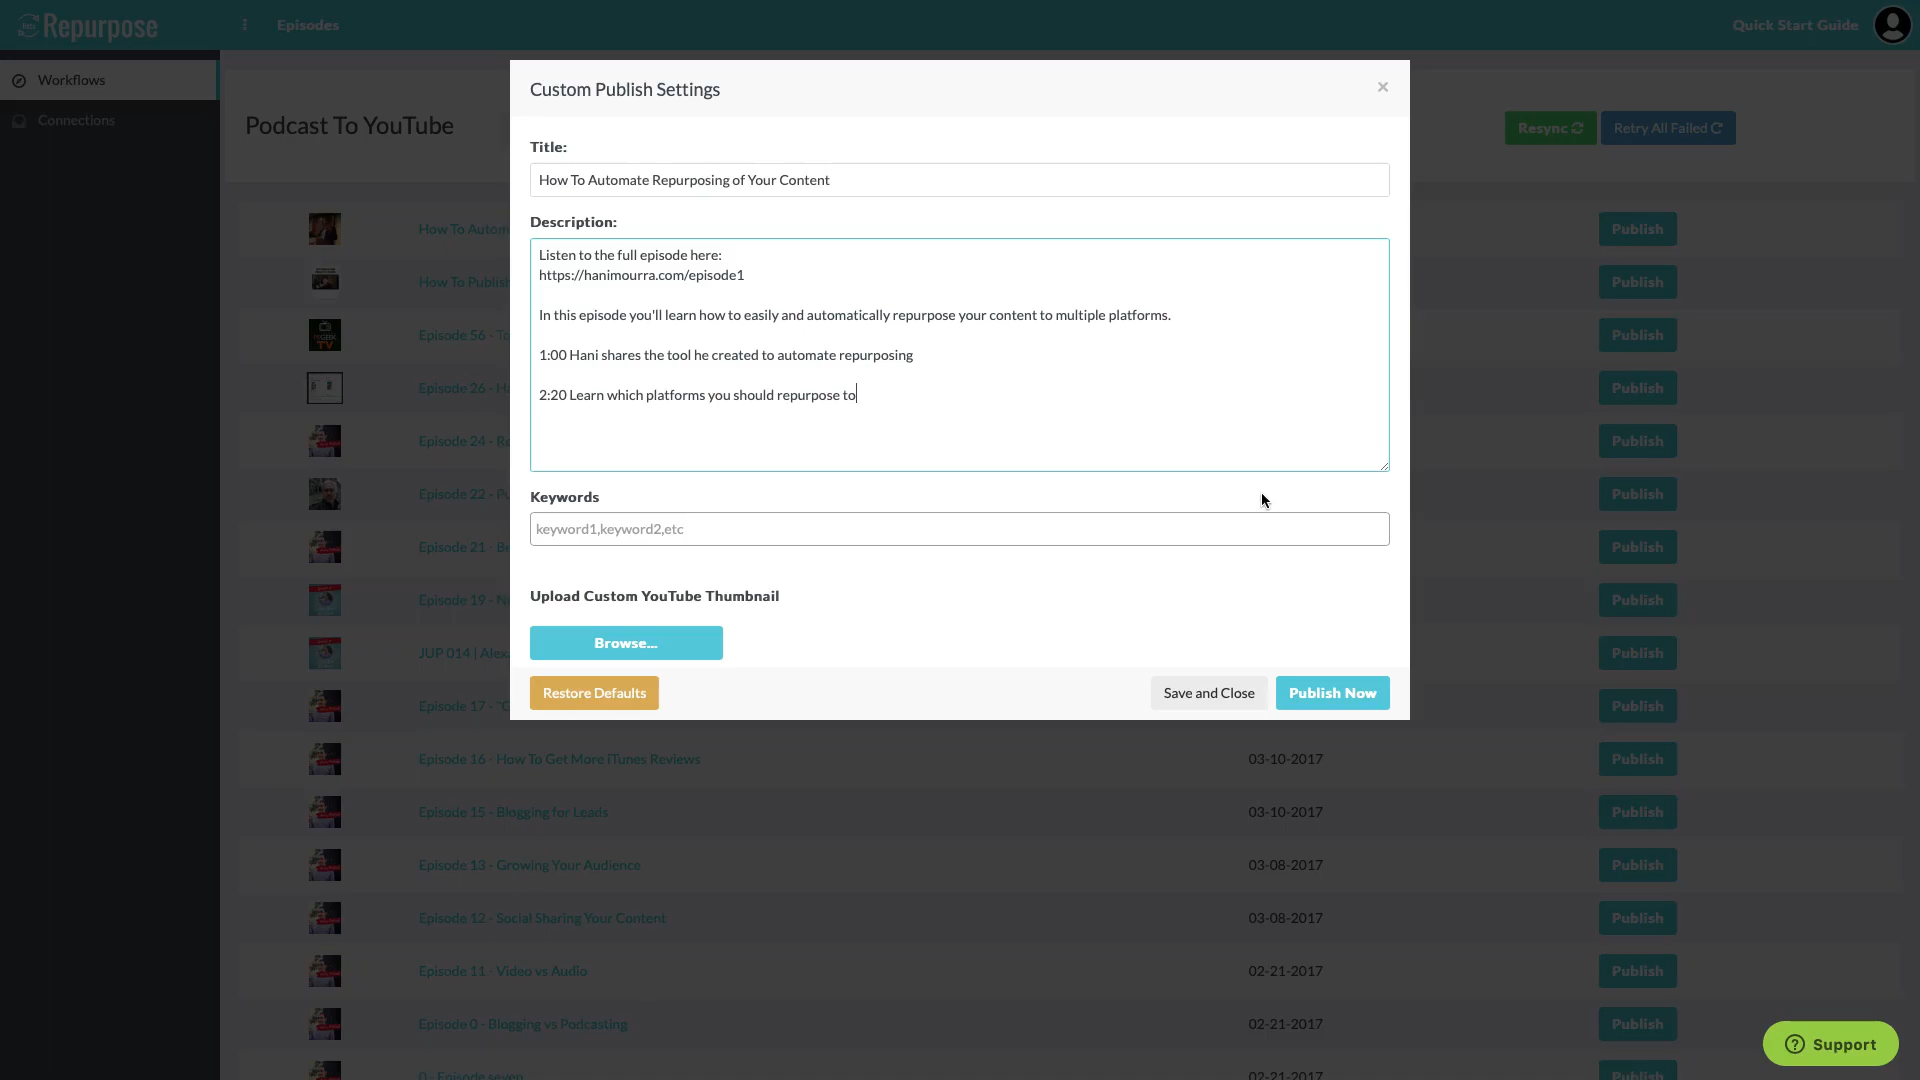 Repurpose
Episodes
Quick Start Guide
Workflows
Connections
Podcast To YouTube
Resync
Retry All Failed
Custom Publish Settings
×
Title:
How To Automate Repurposing of Your Content
Description:
Listen to the full episode here:
https://hanimourra.com/episode1
In this episode you'll learn how to easily and automatically repurpose your content to multiple platforms.
1:00 Hani shares the tool he created to automate repurposing
2:20 Learn which platforms you should repurpose to
Keywords
keyword1,keyword2,etc
Upload Custom YouTube Thumbnail
Browse...
Restore Defaults
Save and Close
Publish Now
How To Publish
How To Autom
Publish
Publish
Episode 56 - To
Publish
Episode 26 - H
Publish
Episode 24 - R
Publish
Episode 22 - P
Publish
Episode 21 - Be
Publish
Episode 19 - N
Publish
JUP 014 | Alex
Publish
Episode 17 - "C
Publish
Episode 16 - How To Get More iTunes Reviews
03-10-2017
Publish
Episode 15 - Blogging for Leads
03-10-2017
Publish
Episode 13 - Growing Your Audience
03-08-2017
Publish
Episode 12 - Social Sharing Your Content
03-08-2017
Publish
Episode 11 - Video vs Audio
02-21-2017
Publish
Episode 0 - Blogging vs Podcasting
02-21-2017
Publish
0 - Episode seven
02-21-2017
Publish
Support